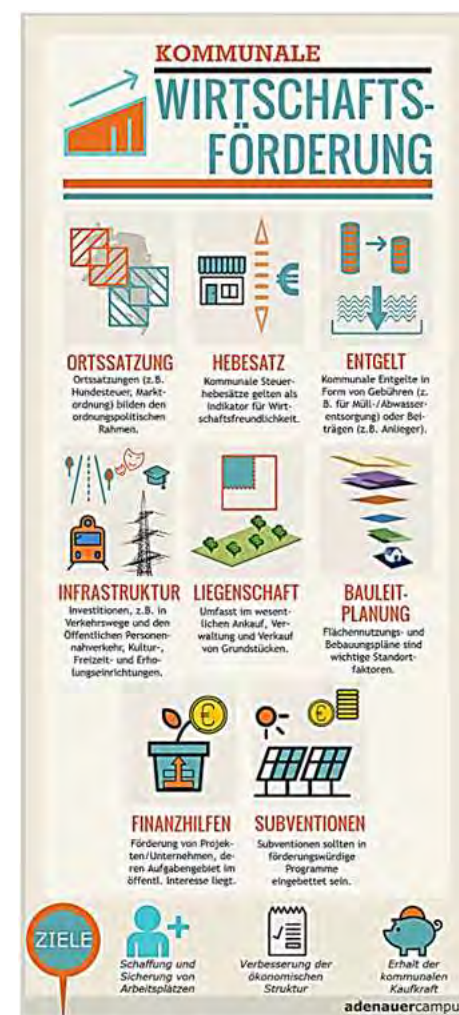 KOMMUNALE
WIRTSCHAFTS-
FÖRDERUNG
ORTSSATZUNG
Ortssatzungen (z.B.
Hundesteuer, Markt-
ordnung) bilden den
ordnungspolitischen
Rahmen.
HEBESATZ
Kommunale Steuer-
hebesätze gelten als
Indikator für Wirt-
schaftsfreundlichkeit.
ENTGELT
Kommunale Entgelte in
Form von Gebühren (z.
B. für Müll-/Abwasser-
entsorgung) oder Bei-
trägen (z.B. Anlieger).
INFRASTRUKTUR
Investitionen, z.B. in
Verkehrswege und den
Öffentlichen Personen-
nahverkehr, Kultur-,
Freizeit- und Erho-
lungseinrichtungen.
LIEGENSCHAFT
Umfasst im wesent-
lichen Ankauf, Ver-
waltung und Verkauf
von Grundstücken.
BAULEIT-
PLANUNG
Flächennutzungs- und
Bebauungspläne sind
wichtige Standort-
faktoren.
FINANZHILFEN
Förderung von Projek-
ten/Unternehmen, de-
ren Aufgabengebiet im
öffentl. Interesse liegt.
SUBVENTIONEN
Subventionen sollten in
förderungswürdige
Programme
eingebettet sein.
ZIELE
Schaffung und
Sicherung von
Arbeitsplätzen
Verbesserung der
ökonomischen
Struktur
Erhalt der
kommunalen
Kaufkraft
adenauercampu